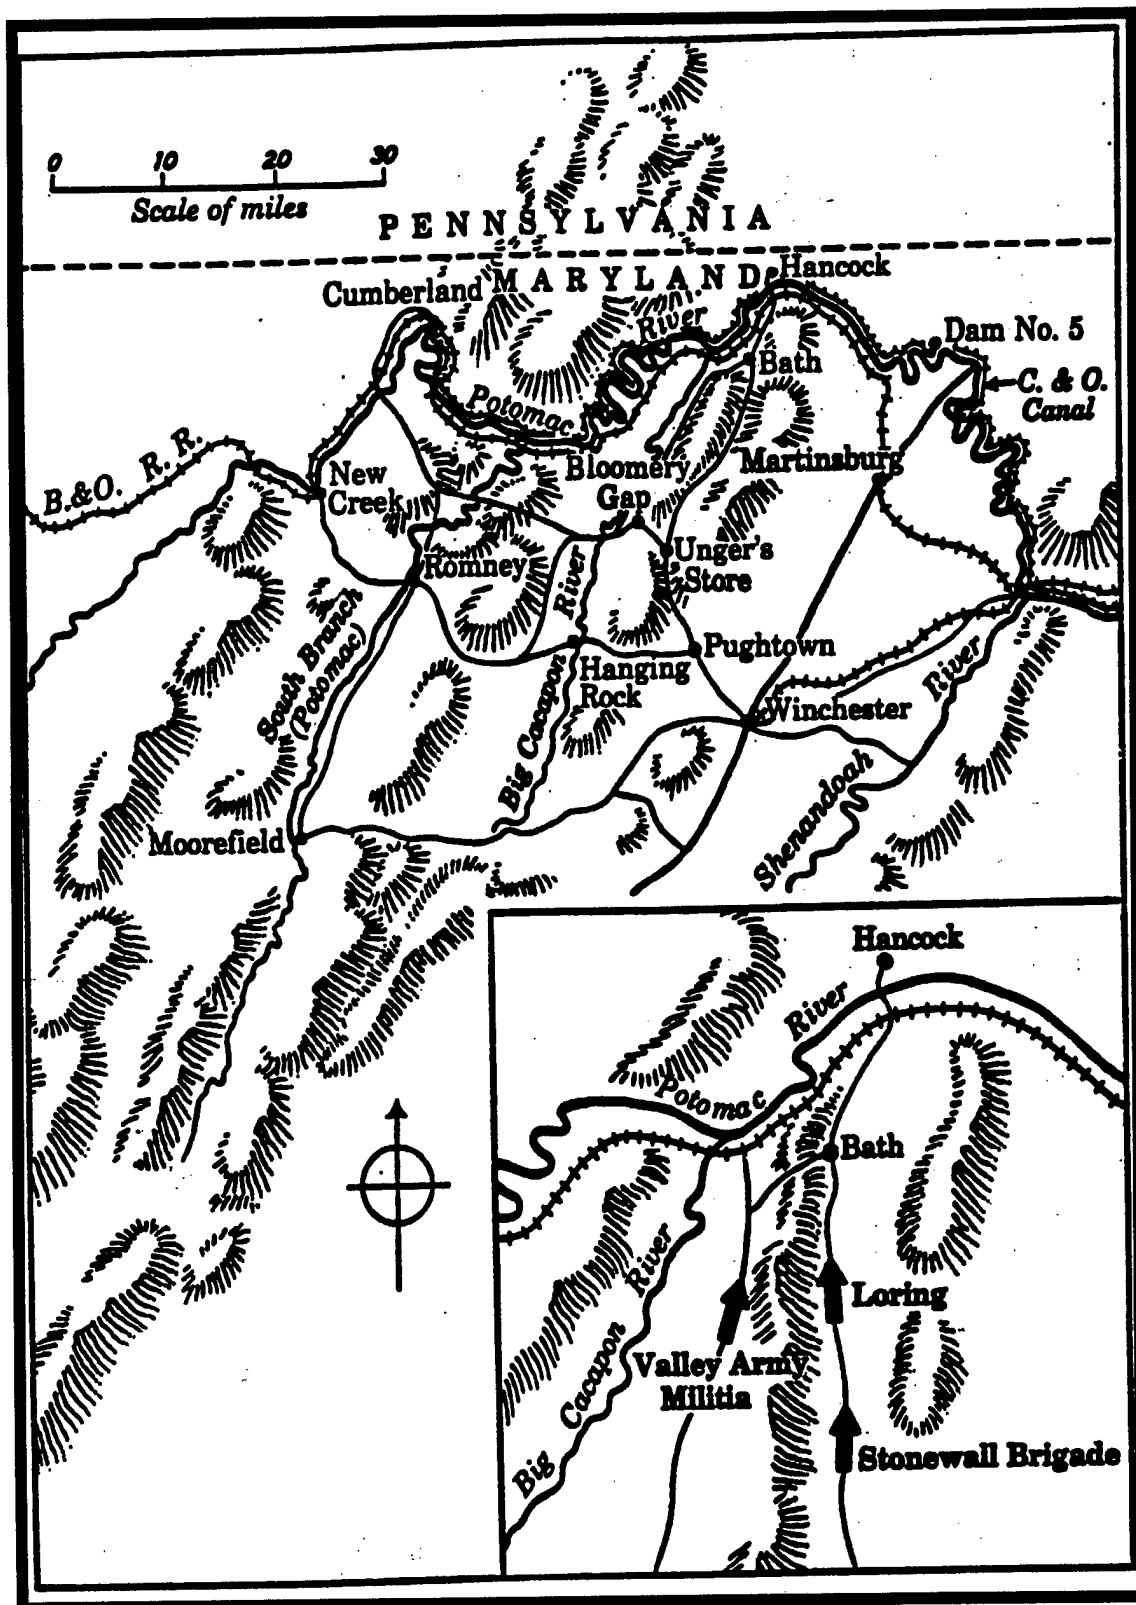 0 10 20 30
Scale of miles
PENNSYLVANIA
MARYLAND
Hancock
Cumberland
River
Dam No. 5
Bath
C. & O.
Canal
Potomac
B.&O. R. R.
New
Creek
Bloomery
Gap
Martinsburg
Romney
River
Unger's
Store
South Branch
(Potomac)
Hanging
Rock
Pughtown
River
Big Cacapon
Winchester
Shenandoah
Moorefield
Hancock
River
Potomac
Bath
River
Loring
Valley Army
Militia
Cacapon
Big
Stonewall Brigade